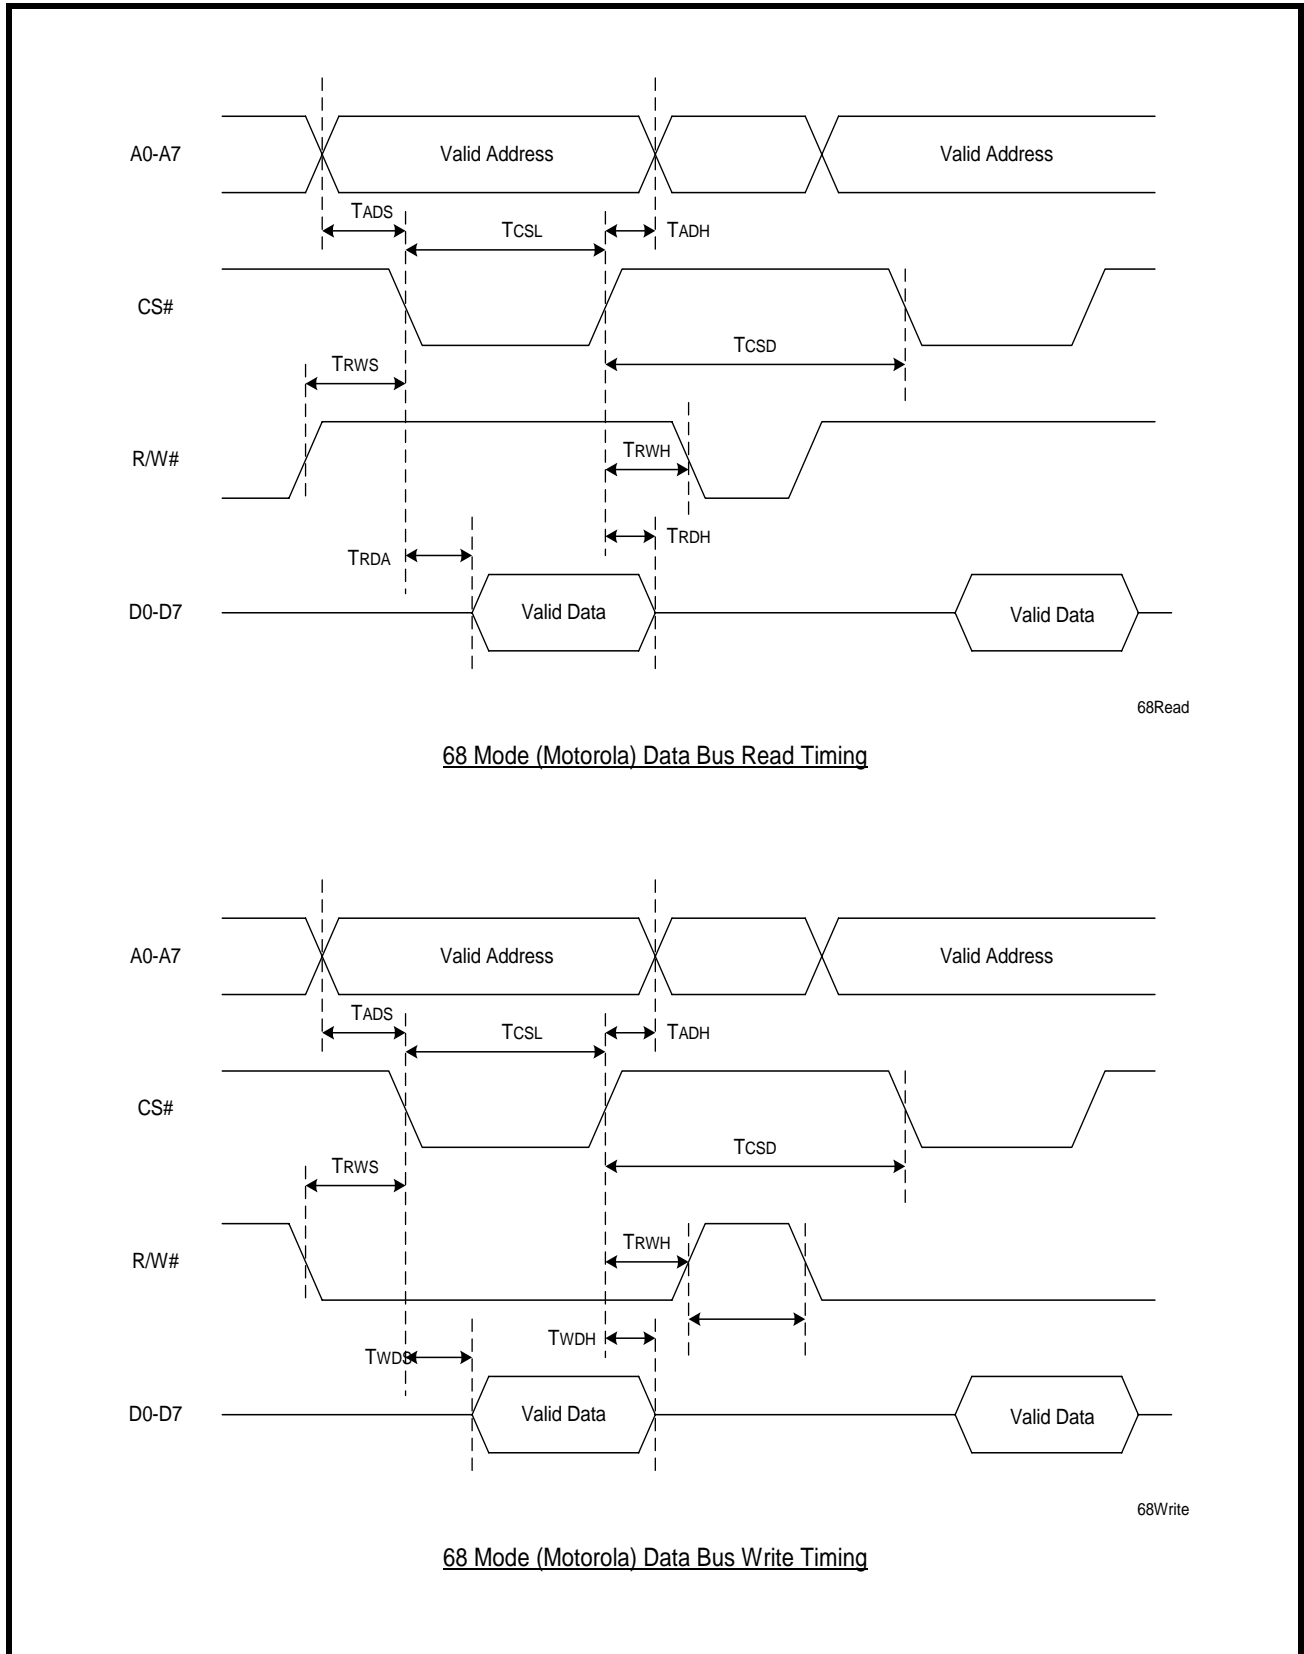 A0-A7
Valid Address
Valid Address
TADS
TCSL
TADH
CS#
TCSD
TRWS
R/W#
TRWH
TRDH
TRDA
D0-D7
Valid Data
Valid Data
68Read
68 Mode (Motorola) Data Bus Read Timing
A0-A7
Valid Address
Valid Address
TADS
TCSL
TADH
CS#
TCSD
TRWS
R/W#
TRWH
TWDH
TWDS
D0-D7
Valid Data
Valid Data
68Write
68 Mode (Motorola) Data Bus Write Timing